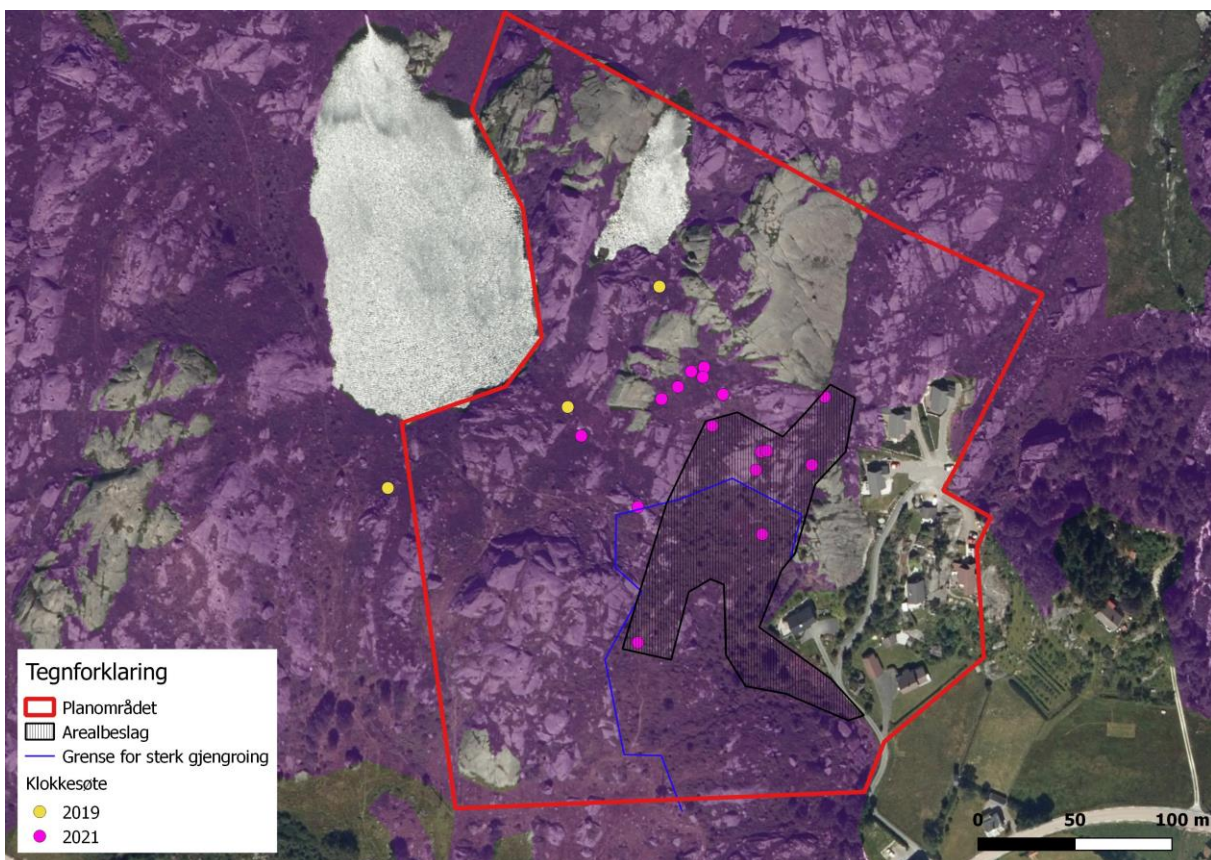 Tegnforklaring
Planområdet
Arealbeslag
Grense for sterk gjengroing
Klokkesøte
2019
2021
0 50 100 m